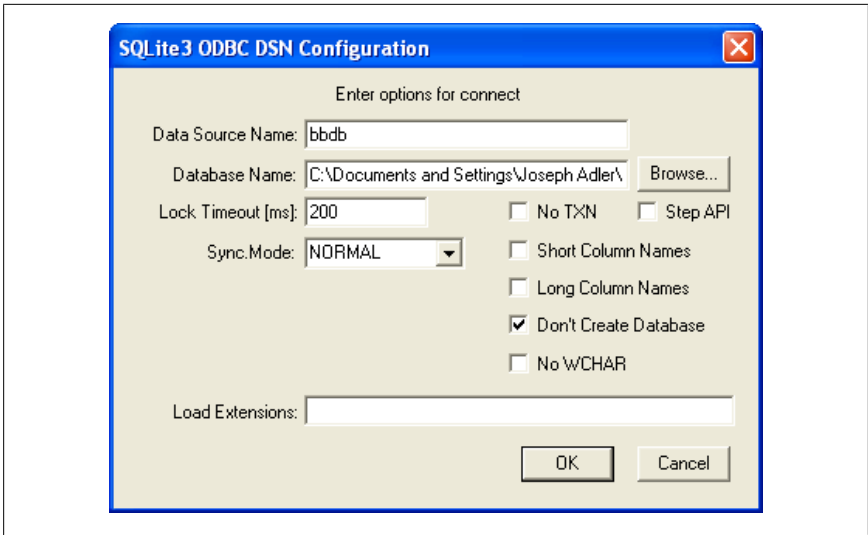 SQLite3 ODBC DSN Configuration
Enter options for connect
Data Source Name: bbdb
Database Name: C:\Documents and Settings\Joseph Adler\ Browse...
Lock Timeout [ms]: 200 No TXN Step API
Sync.Mode: NORMAL Short Column Names
Long Column Names
Don't Create Database
No WCHAR
Load Extensions:
OK Cancel